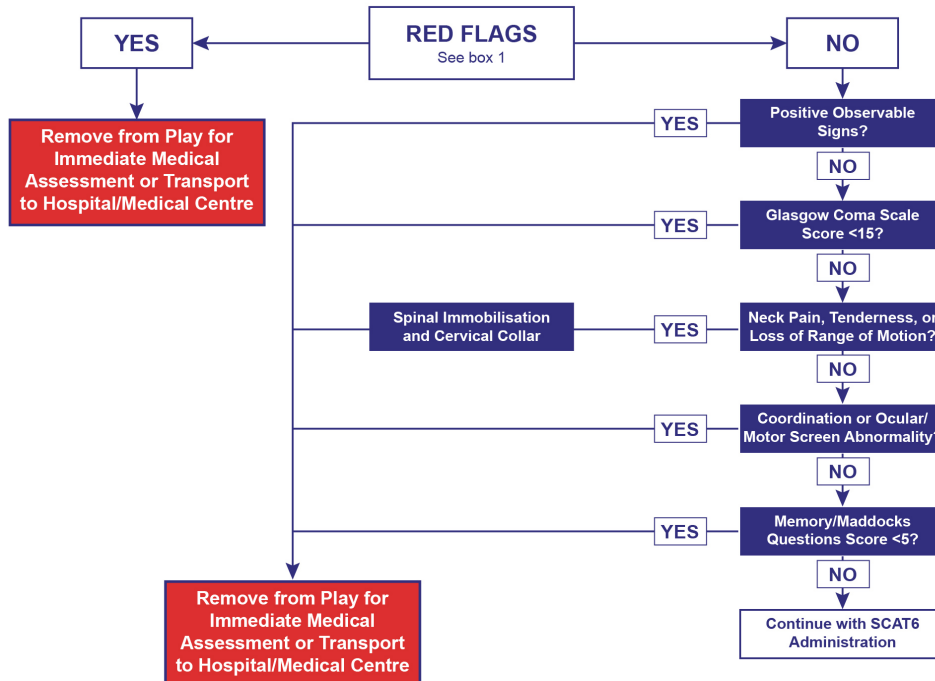 RED FLAGS
See box 1
YES
NO
Remove from Play for
Immediate Medical
Assessment or Transport
to Hospital/Medical Centre
Positive Observable
Signs?
YES
NO
Glasgow Coma Scale
Score <15?
YES
NO
Neck Pain, Tenderness, or
Loss of Range of Motion?
YES
Spinal Immobilisation
and Cervical Collar
NO
Coordination or Ocular/
Motor Screen Abnormality?
YES
NO
Memory/Maddocks
Questions Score <5?
YES
NO
Remove from Play for
Immediate Medical
Assessment or Transport
to Hospital/Medical Centre
Continue with SCAT6
Administration